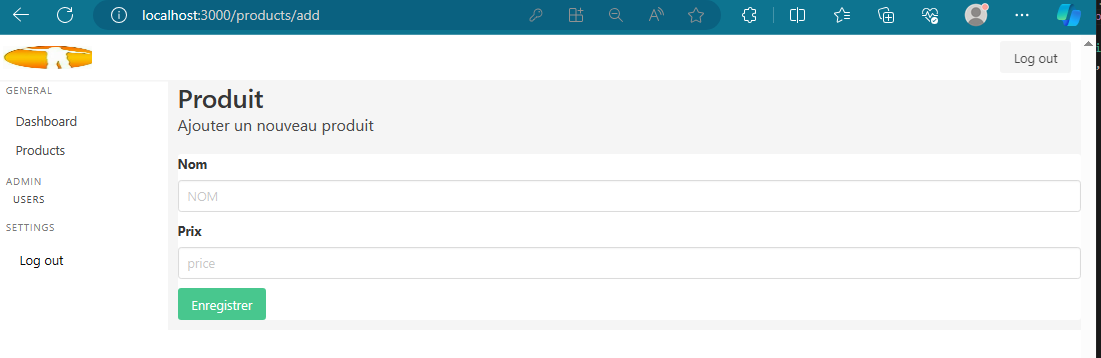 localhost:3000/products/add
Log out
GENERAL
Dashboard
Products
ADMIN
USERS
SETTINGS
Log out
Produit
Ajouter un nouveau produit
Nom
NOM
Prix
price
Enregistrer